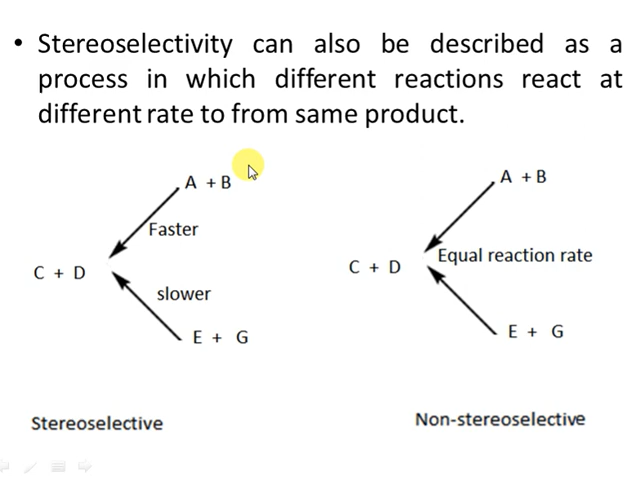 • Stereoselectivity can also be described as a
process in which different reactions react at
different rate to from same product.
A + B
Faster
C + D
slower
E + G
Stereoselective
A + B
Equal reaction rate
C + D
E + G
Non-stereoselective